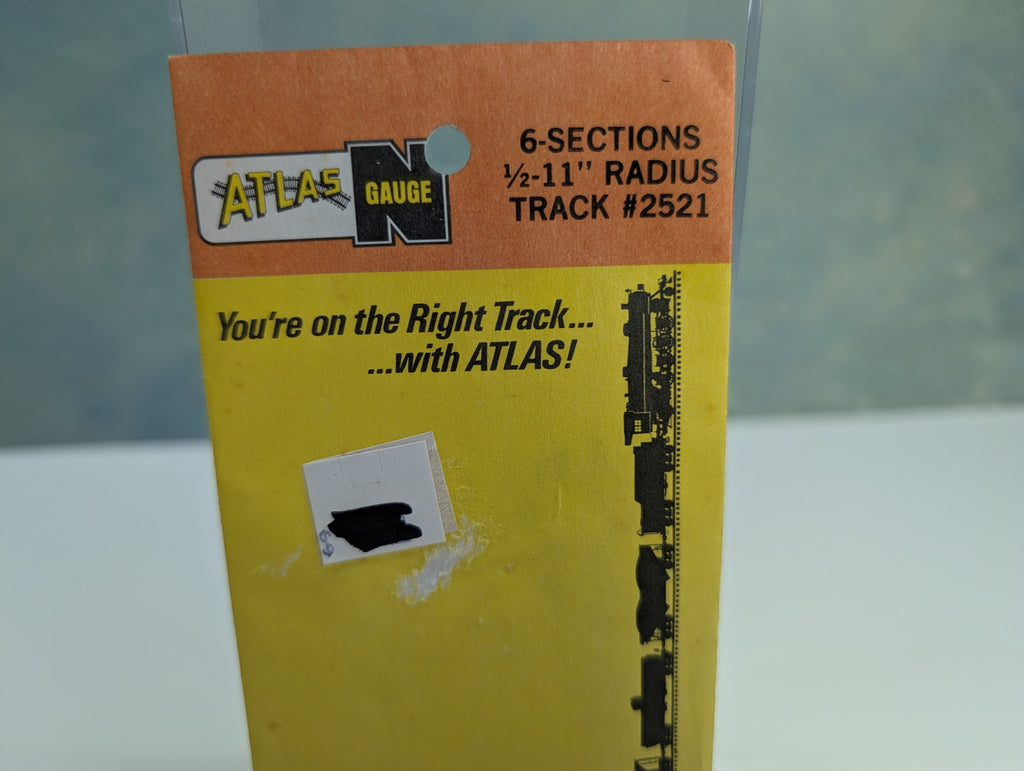 ATLAS N GAUGE
6-SECTIONS
½-11" RADIUS
TRACK #2521
You're on the Right Track...
...with ATLAS!
$